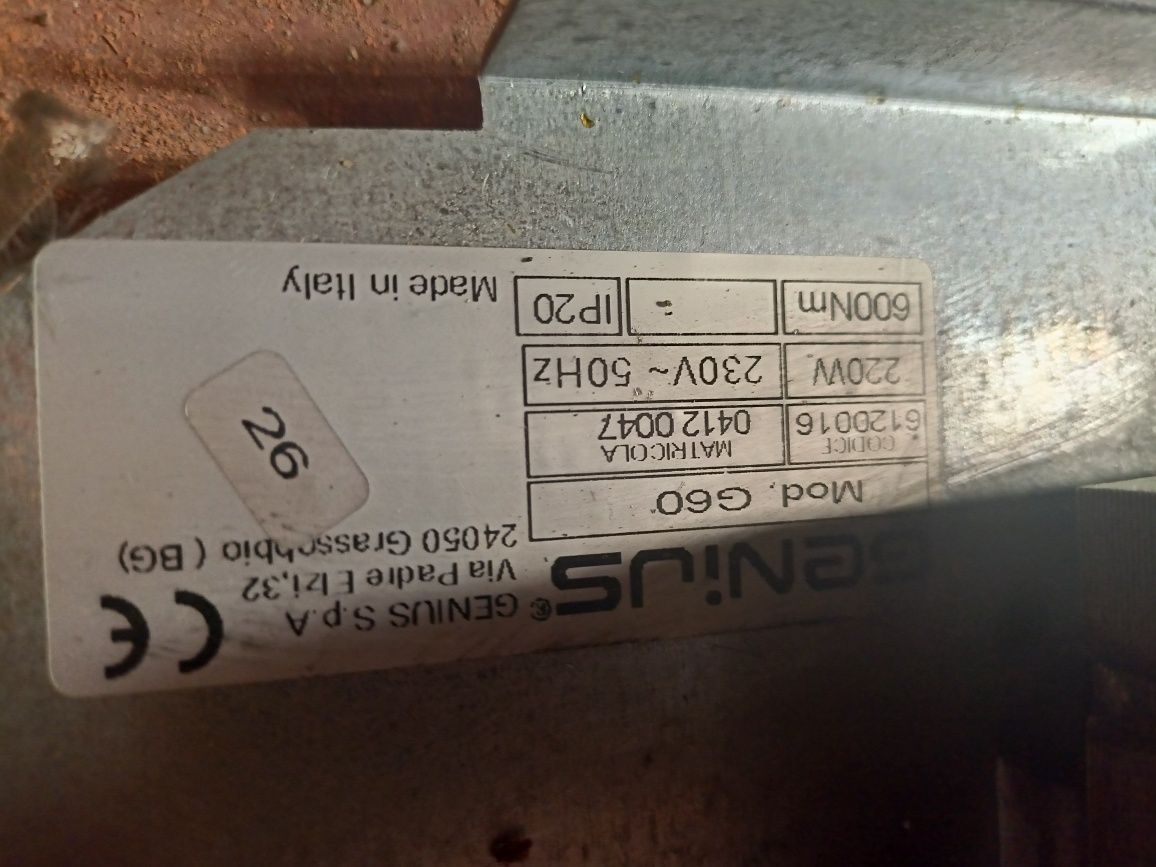 GENiUS®
GENIUS S.p.A
Via Padre Elzi,32
24050 Grassobbio ( BG)
CE
Mod. G60
CODICE
6120016
MATRICOLA
0412 0047
220W
230V~ 50Hz
600Nm
-
IP20
Made in Italy
26